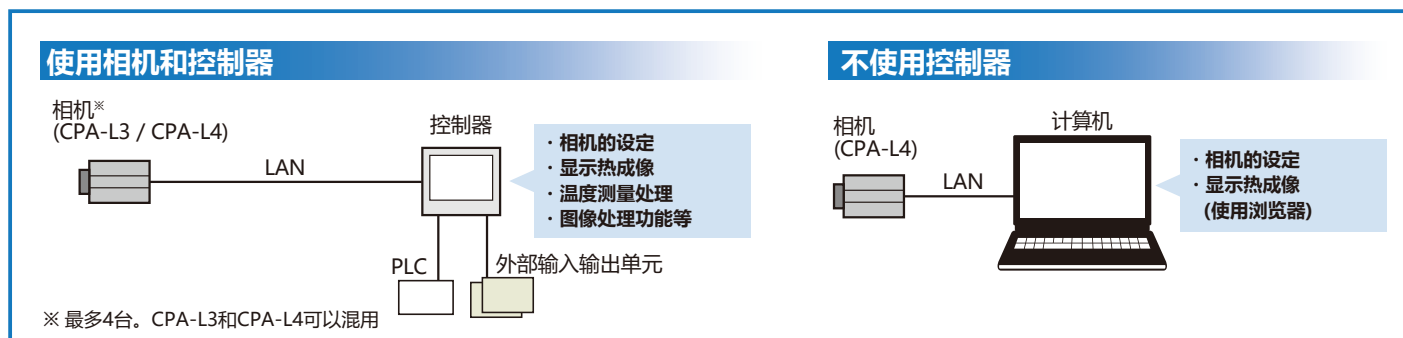 使用相机和控制器
相机※
(CPA-L3 / CPA-L4)
LAN
控制器
· 相机的设定
· 显示热成像
· 温度测量处理
· 图像处理功能等
PLC
外部输入输出单元
※ 最多4台。CPA-L3和CPA-L4可以混用
不使用控制器
相机
(CPA-L4)
LAN
计算机
· 相机的设定
· 显示热成像
(使用浏览器)